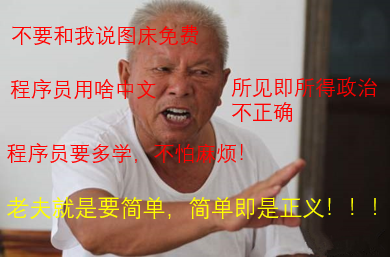 不要和我说图床免费
程序员用啥中文
所见即所得政治
不正确
程序员要多学，不怕麻烦！
老夫就是要简单，简单即是正义！！！